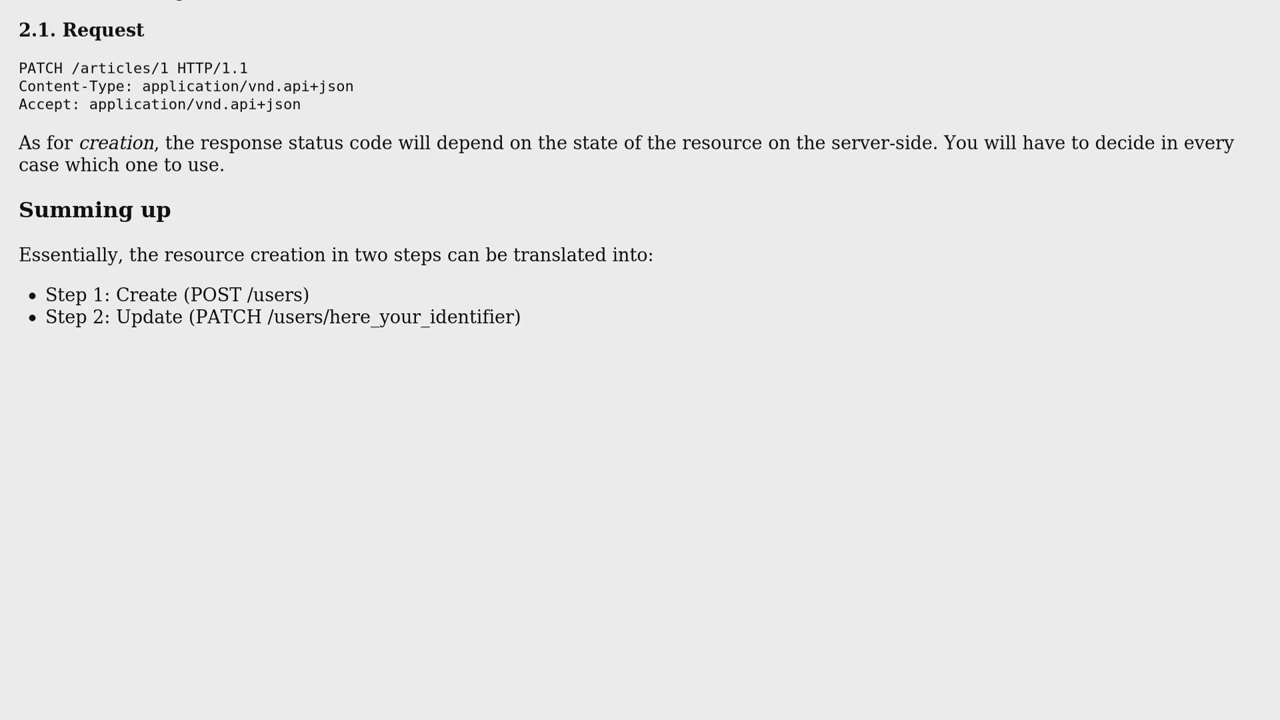 2.1. Request
PATCH /articles/1 HTTP/1.1
Content-Type: application/vnd.api+json
Accept: application/vnd.api+json
As for creation, the response status code will depend on the state of the resource on the server-side. You will have to decide in every
case which one to use.
Summing up
Essentially, the resource creation in two steps can be translated into:
• Step 1: Create (POST /users)
• Step 2: Update (PATCH /users/here_your_identifier)